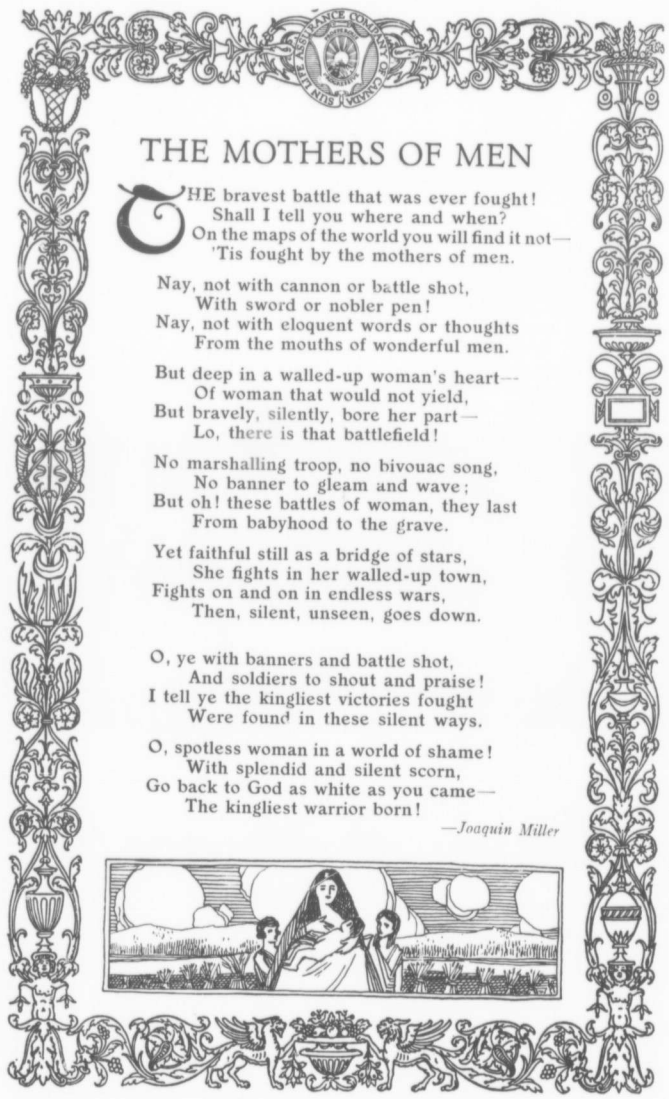 SUN LIFE ASSURANCE COMPANY OF CANADA
THE MOTHERS OF MEN
THE bravest battle that was ever fought!
Shall I tell you where and when?
On the maps of the world you will find it not—
'Tis fought by the mothers of men.
Nay, not with cannon or battle shot,
With sword or nobler pen!
Nay, not with eloquent words or thoughts
From the mouths of wonderful men.
But deep in a walled-up woman's heart—
Of woman that would not yield,
But bravely, silently, bore her part—
Lo, there is that battlefield!
No marshalling troop, no bivouac song,
No banner to gleam and wave;
But oh! these battles of woman, they last
From babyhood to the grave.
Yet faithful still as a bridge of stars,
She fights in her walled-up town,
Fights on and on in endless wars,
Then, silent, unseen, goes down.
O, ye with banners and battle shot,
And soldiers to shout and praise!
I tell ye the kingliest victories fought
Were found in these silent ways.
O, spotless woman in a world of shame!
With splendid and silent scorn,
Go back to God as white as you came—
The kingliest warrior born!
—Joaquin Miller